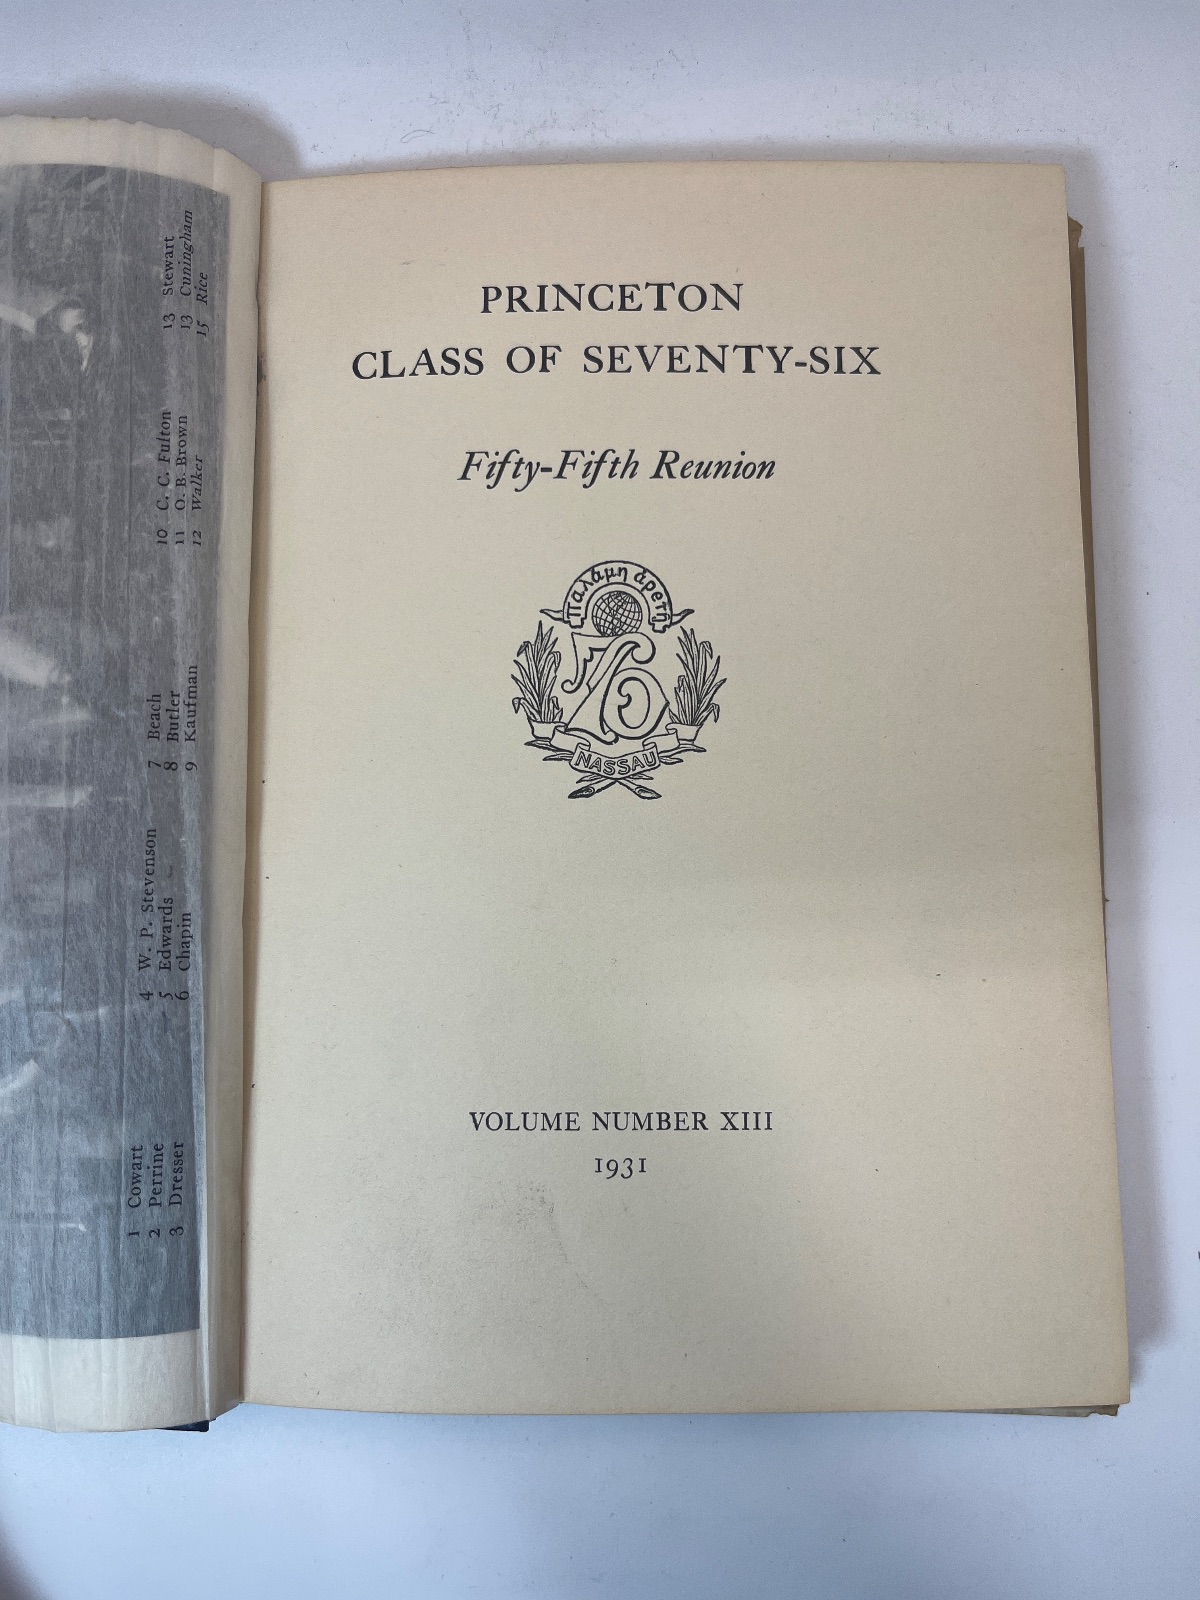 1 Cowart
2 Perrine
3 Dresser
4 W. P. Stevenson
5 Edwards
6 Chapin
7 Beach
8 Butler
9 Kaufman
10 C. C. Fulton
11 O. B. Brown
12 Walker
13 Stewart
13 Cuningham
15 Rice
PRINCETON
CLASS OF SEVENTY-SIX
Fifty-Fifth Reunion
Παλάμη ἀρετή
76
NASSAU
VOLUME NUMBER XIII
1931